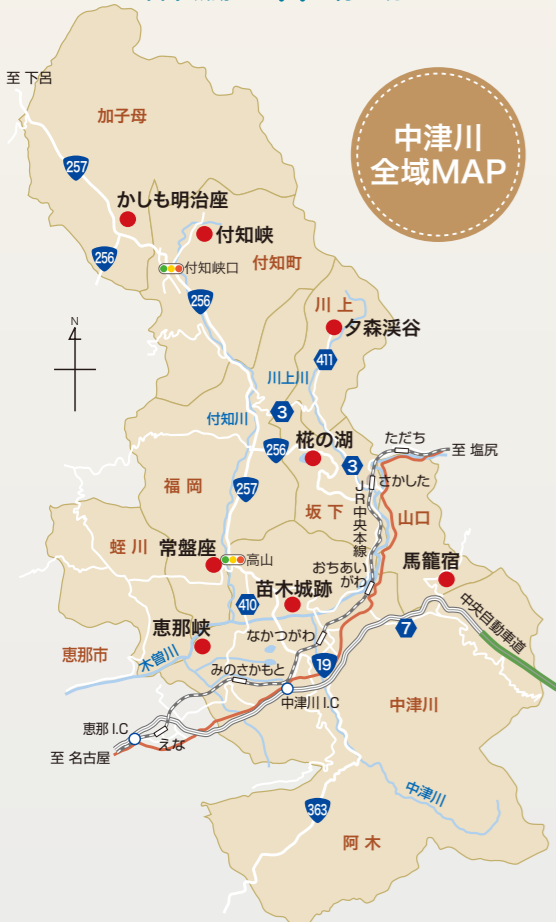 至 下呂
加子母
中津川
全域MAP
257
かしも明治座
付知峡
256
付知峡口
付知町
256
川 上
夕森渓谷
N
411
川上川
3
付知川
椛の湖
256
ただち
至 塩尻
3
さかした
257
福 岡
坂 下
JR中央本線
山口
蛭 川
常盤座
高山
おちあい
がわ
馬籠宿
苗木城跡
410
中央自動車道
恵那峡
なかつがわ
7
恵那市
木曽川
みのさかもと
19
中津川 I.C
中津川
恵那 I.C
えな
至 名古屋
中津川
363
阿 木